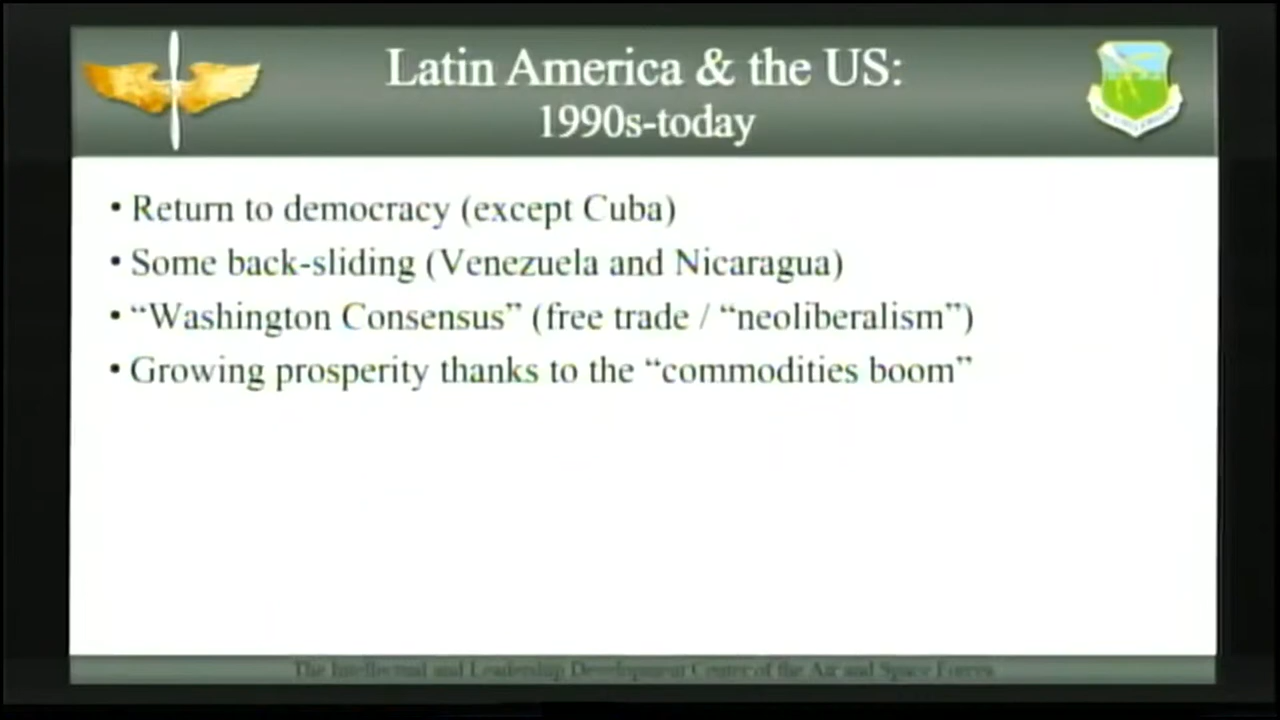 Latin America & the US:
1990s-today
• Return to democracy (except Cuba)
• Some back-sliding (Venezuela and Nicaragua)
• “Washington Consensus” (free trade / “neoliberalism”)
• Growing prosperity thanks to the “commodities boom”
The Intellectual and Leadership Development Center of the Air and Space Forces